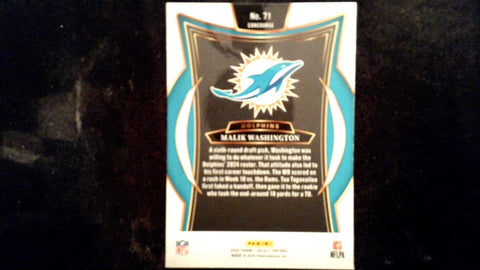 No. 71
CONCOURSE
DOLPHINS
MALIK WASHINGTON
A sixth-round draft pick, Washington was
willing to do whatever it took to make the
Dolphins' 2024 roster. That attitude also led to
his first career touchdown. The WR scored on
a rush in Week 10 vs. the Rams. Tua Tagovailoa
first faked a handoff, then gave it to the rookie
who took the end-around 18 yards for a TD.
PANINI
NFL
NFLPA